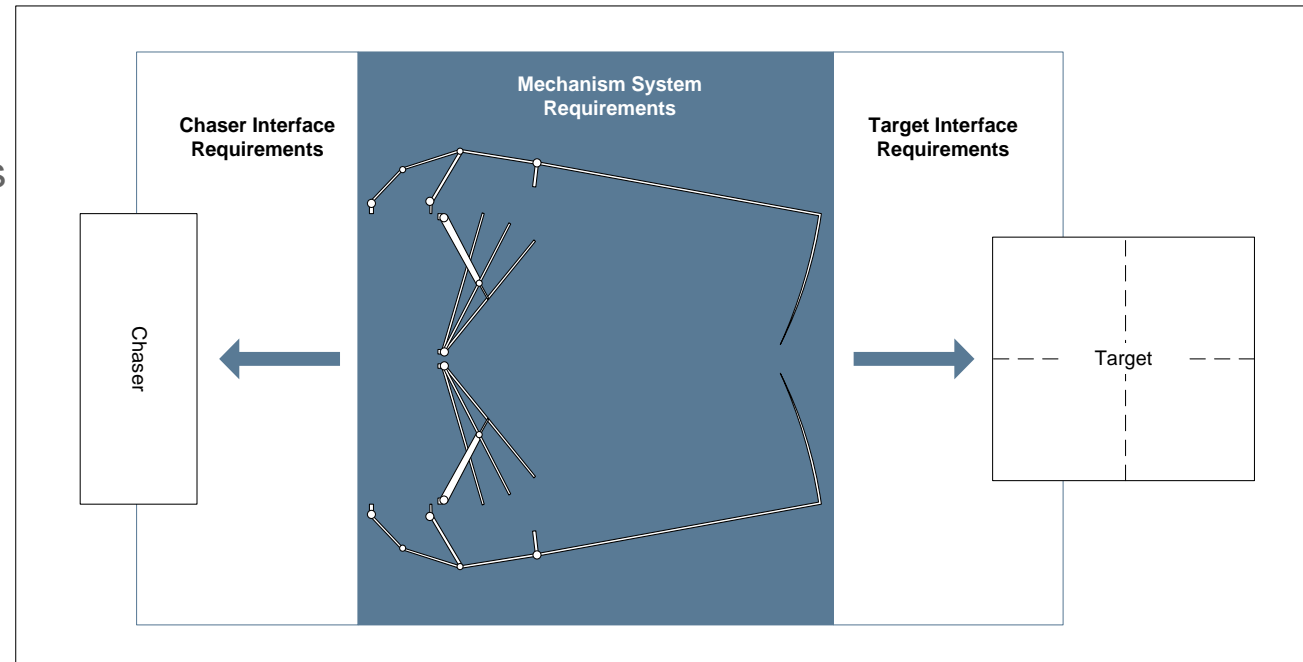 Mechanism System
Requirements
Chaser Interface
Requirements
Target Interface
Requirements
s
Chaser
Target